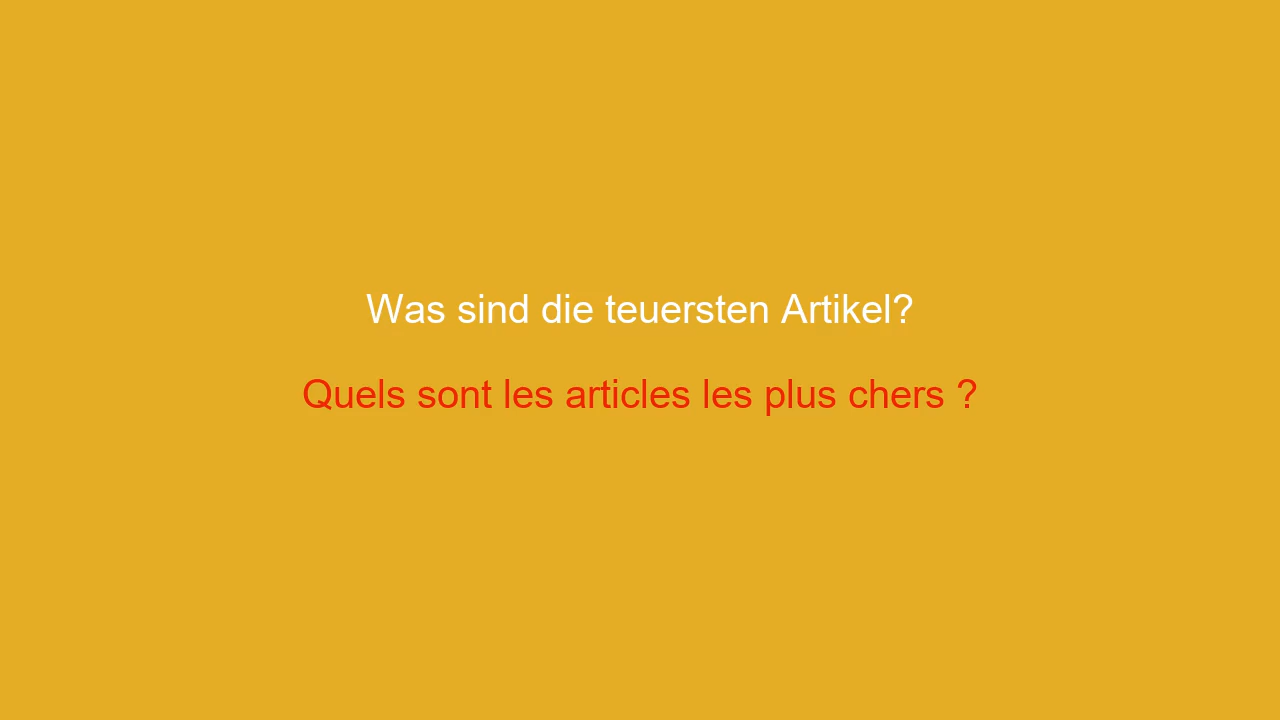 Was sind die teuersten Artikel?
Quels sont les articles les plus chers ?